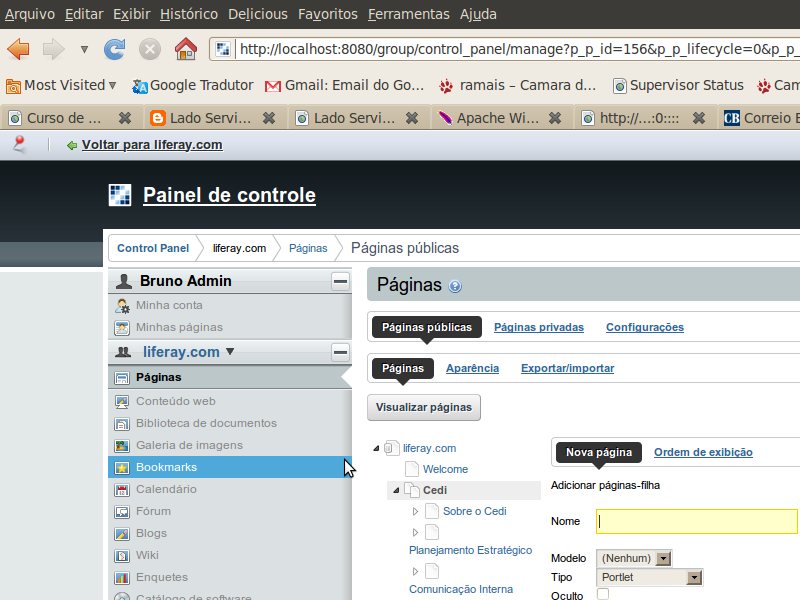 Arquivo Editar Exibir Histórico Delicious Favoritos Ferramentas Ajuda
http://localhost:8080/group/control_panel/manage?p_p_id=156&p_p_lifecycle=0&p_p_
Most Visited Google Tradutor Gmail: Email do Go... ramais – Camara d... Supervisor Status Cam
Curso de ... Lado Servi... Lado Servi... Apache Wi... http://...:0:::: CB Correio B
Voltar para liferay.com
Painel de controle
Control Panel liferay.com Páginas Páginas públicas
Bruno Admin
Minha conta
Minhas páginas
liferay.com
Páginas
Conteúdo web
Biblioteca de documentos
Galeria de imagens
Bookmarks
Calendário
Fórum
Blogs
Wiki
Enquetes
Catálogo de software
Páginas
Páginas públicas Páginas privadas Configurações
Páginas Aparência Exportar/importar
Visualizar páginas
liferay.com
Welcome
Cedi
Sobre o Cedi
Planejamento Estratégico
Comunicação Interna
Nova página Ordem de exibição
Adicionar páginas-filha
Nome
Modelo (Nenhum)
Tipo Portlet
Oculto